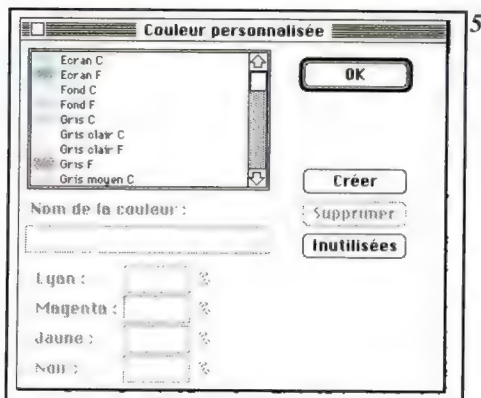 Couleur personnalisée
5
Ecran C
Ecran F
Fond C
Fond F
Gris C
Gris clair C
Gris clair F
Gris F
Gris moyen C
OK
Créer
Supprimer
Inutilisées
Nom de la couleur :
Cyan : %
Magenta : %
Jaune : %
Noir : %